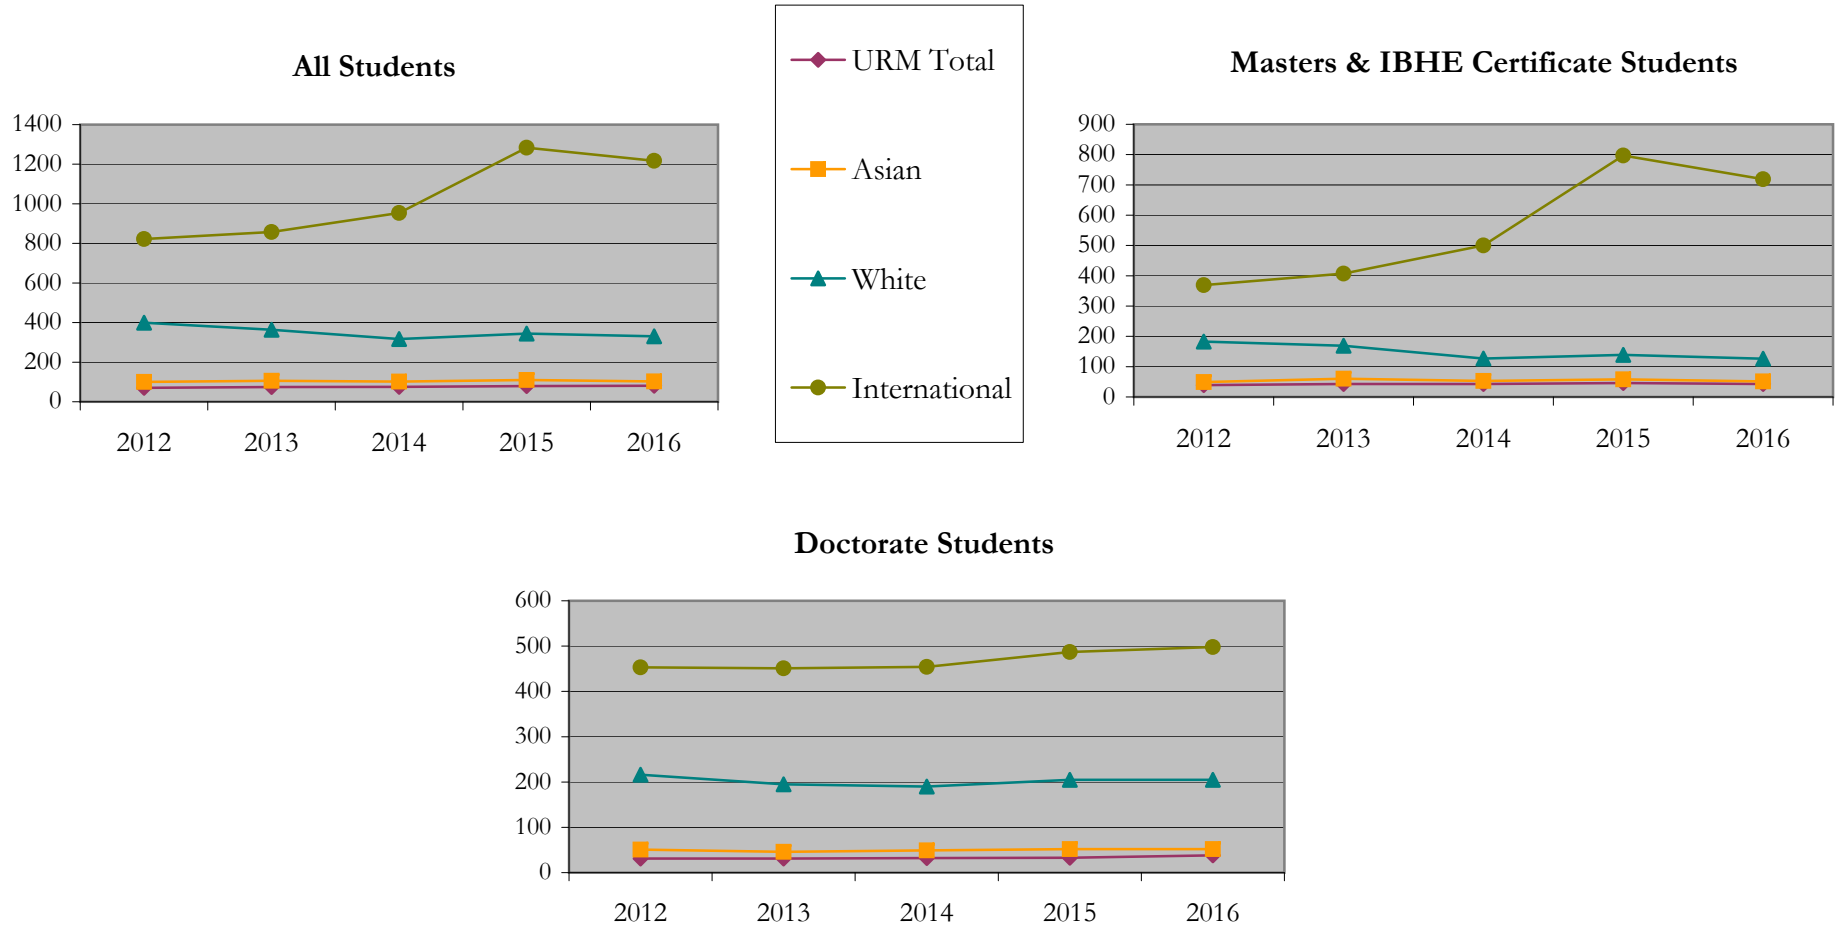 All Students
1400
1200
1000
800
600
400
200
0
2012 2013 2014 2015 2016
URM Total
Asian
White
International
Masters & IBHE Certificate Students
900
800
700
600
500
400
300
200
100
0
2012 2013 2014 2015 2016
Doctorate Students
600
500
400
300
200
100
0
2012 2013 2014 2015 2016